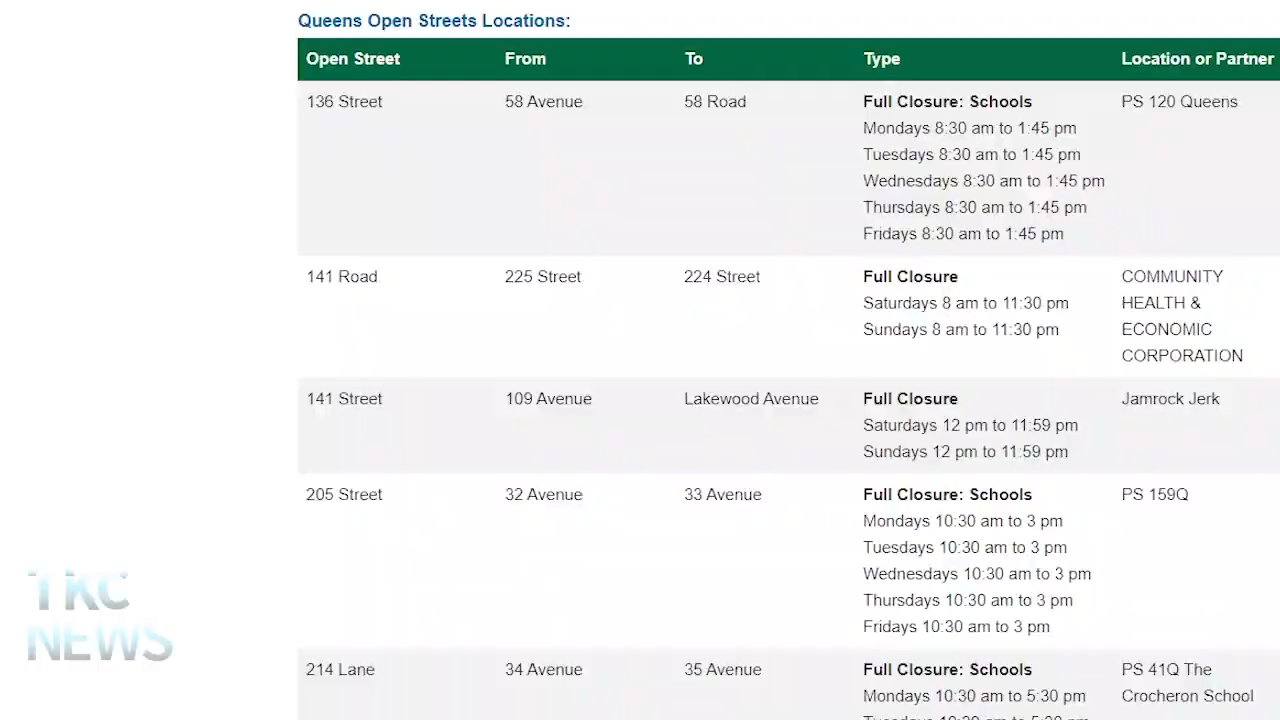 Queens Open Streets Locations:
Open Street From To Type Location or Partner
136 Street 58 Avenue 58 Road Full Closure: Schools PS 120 Queens
Mondays 8:30 am to 1:45 pm
Tuesdays 8:30 am to 1:45 pm
Wednesdays 8:30 am to 1:45 pm
Thursdays 8:30 am to 1:45 pm
Fridays 8:30 am to 1:45 pm
141 Road 225 Street 224 Street Full Closure COMMUNITY
Saturdays 8 am to 11:30 pm HEALTH &
Sundays 8 am to 11:30 pm ECONOMIC
CORPORATION
141 Street 109 Avenue Lakewood Avenue Full Closure Jamrock Jerk
Saturdays 12 pm to 11:59 pm
Sundays 12 pm to 11:59 pm
205 Street 32 Avenue 33 Avenue Full Closure: Schools PS 159Q
Mondays 10:30 am to 3 pm
Tuesdays 10:30 am to 3 pm
Wednesdays 10:30 am to 3 pm
Thursdays 10:30 am to 3 pm
Fridays 10:30 am to 3 pm
214 Lane 34 Avenue 35 Avenue Full Closure: Schools PS 41Q The
Mondays 10:30 am to 5:30 pm Crocheron School
TKC
NEWS